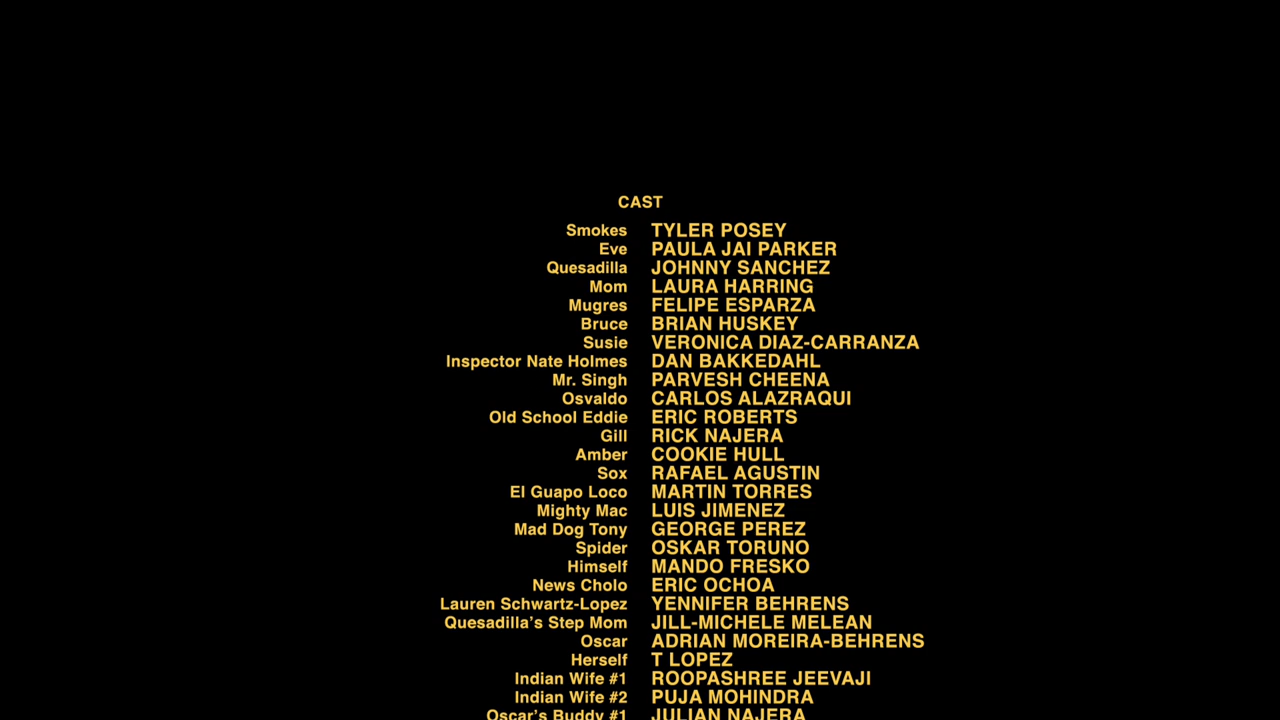 CAST
Smokes TYLER POSEY
Eve PAULA JAI PARKER
Quesadilla JOHNNY SANCHEZ
Mom LAURA HARRING
Mugres FELIPE ESPARZA
Bruce BRIAN HUSKEY
Susie VERONICA DIAZ-CARRANZA
Inspector Nate Holmes DAN BAKKEDAHL
Mr. Singh PARVESH CHEENA
Osvaldo CARLOS ALAZRAQUI
Old School Eddie ERIC ROBERTS
Gill RICK NAJERA
Amber COOKIE HULL
Sox RAFAEL AGUSTIN
El Guapo Loco MARTIN TORRES
Mighty Mac LUIS JIMENEZ
Mad Dog Tony GEORGE PEREZ
Spider OSKAR TORUNO
Himself MANDO FRESKO
News Cholo ERIC OCHOA
Lauren Schwartz-Lopez YENNIFER BEHRENS
Quesadilla's Step Mom JILL-MICHELE MELEAN
Oscar ADRIAN MOREIRA-BEHRENS
Herself T LOPEZ
Indian Wife #1 ROOPASHREE JEEVAJI
Indian Wife #2 PUJA MOHINDRA
Oscar's Buddy #1 JULIAN NAJERA